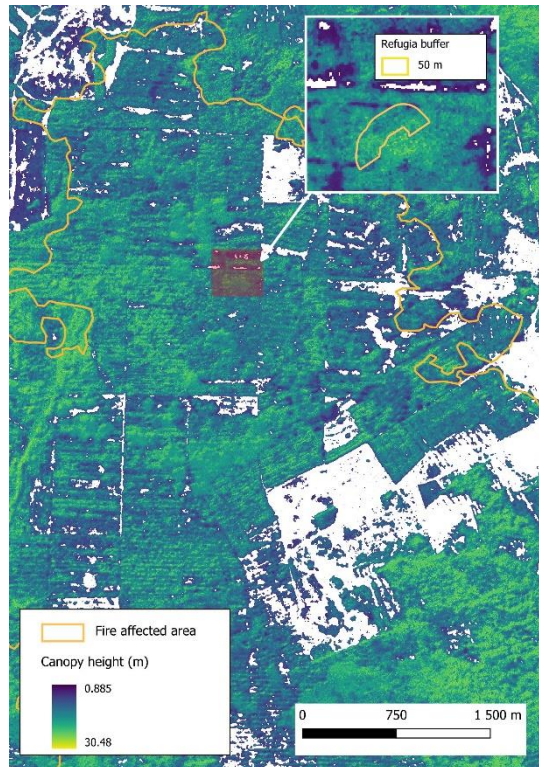 Refugia buffer
50 m
Fire affected area
Canopy height (m)
0.885
30.48
0
750
1 500 m